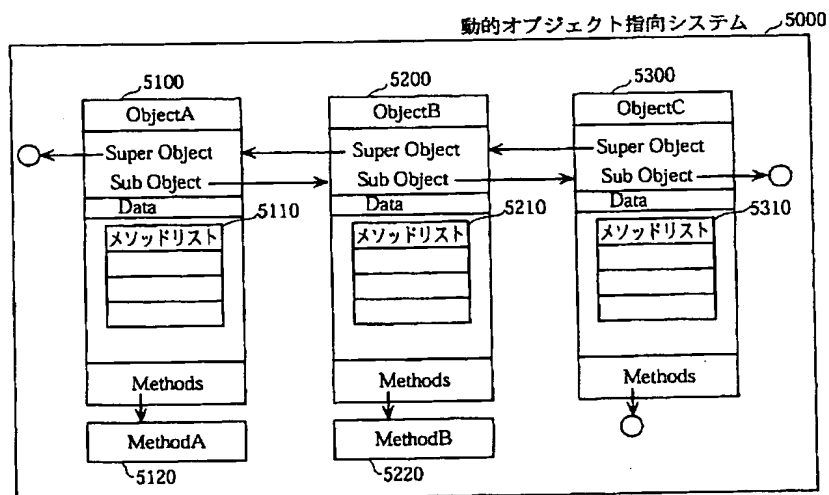 動的オブジェクト指向システム 5000
5100 5200 5300
ObjectA ObjectB ObjectC
Super Object Super Object Super Object
Sub Object Sub Object Sub Object
Data Data Data
5110 5210 5310
メソッドリスト メソッドリスト メソッドリスト
Methods Methods Methods
MethodA MethodB
5120 5220